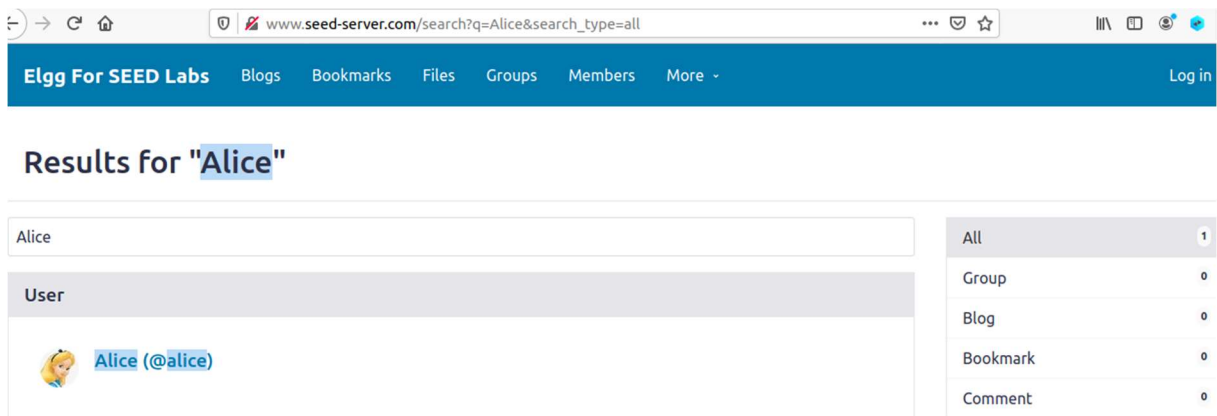 www.seed-server.com/search?q=Alice&search_type=all
Elgg For SEED Labs Blogs Bookmarks Files Groups Members More Log in
Results for "Alice"
Alice
User
Alice (@alice)
All 1
Group 0
Blog 0
Bookmark 0
Comment 0